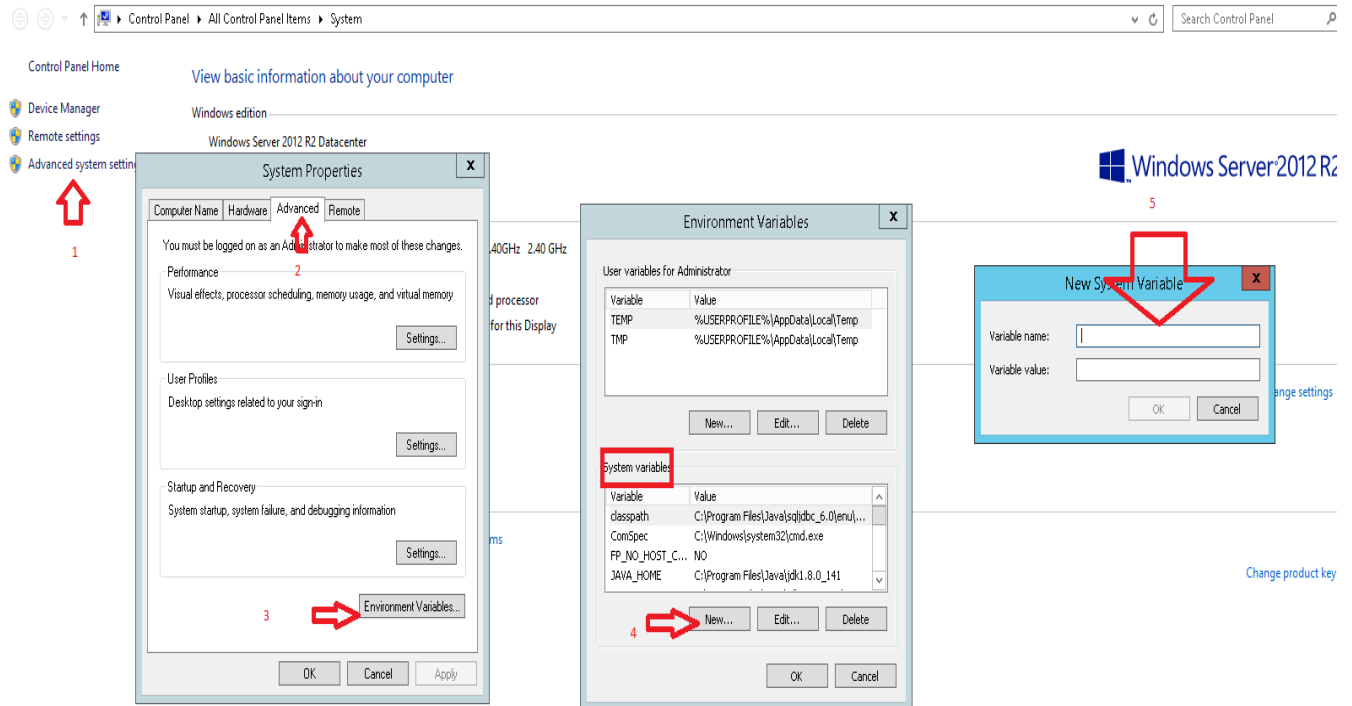 Control Panel ▸ All Control Panel Items ▸ System
Search Control Panel
Control Panel Home
Device Manager
Remote settings
Advanced system setting
1
View basic information about your computer
Windows edition
Windows Server 2012 R2 Datacenter
Windows Server 2012 R2
.40GHz 2.40 GHz
d processor
for this Display
ange settings
ms
Change product key
System Properties
x
Computer Name
Hardware
Advanced
Remote
2
You must be logged on as an Administrator to make most of these changes.
Performance
Visual effects, processor scheduling, memory usage, and virtual memory
Settings...
User Profiles
Desktop settings related to your sign-in
Settings...
Startup and Recovery
System startup, system failure, and debugging information
Settings...
3
Environment Variables...
OK
Cancel
Apply
Environment Variables
x
User variables for Administrator
Variable Value
TEMP %USERPROFILE%\AppData\Local\Temp
TMP %USERPROFILE%\AppData\Local\Temp
New...
Edit...
Delete
System variables
Variable Value
classpath C:\Program Files\Java\sqljdbc_6.0\enu\...
ComSpec C:\Windows\system32\cmd.exe
FP_NO_HOST_C... NO
JAVA_HOME C:\Program Files\Java\jdk1.8.0_141
4
New...
Edit...
Delete
OK
Cancel
5
New System Variable
x
Variable name:
Variable value:
OK
Cancel